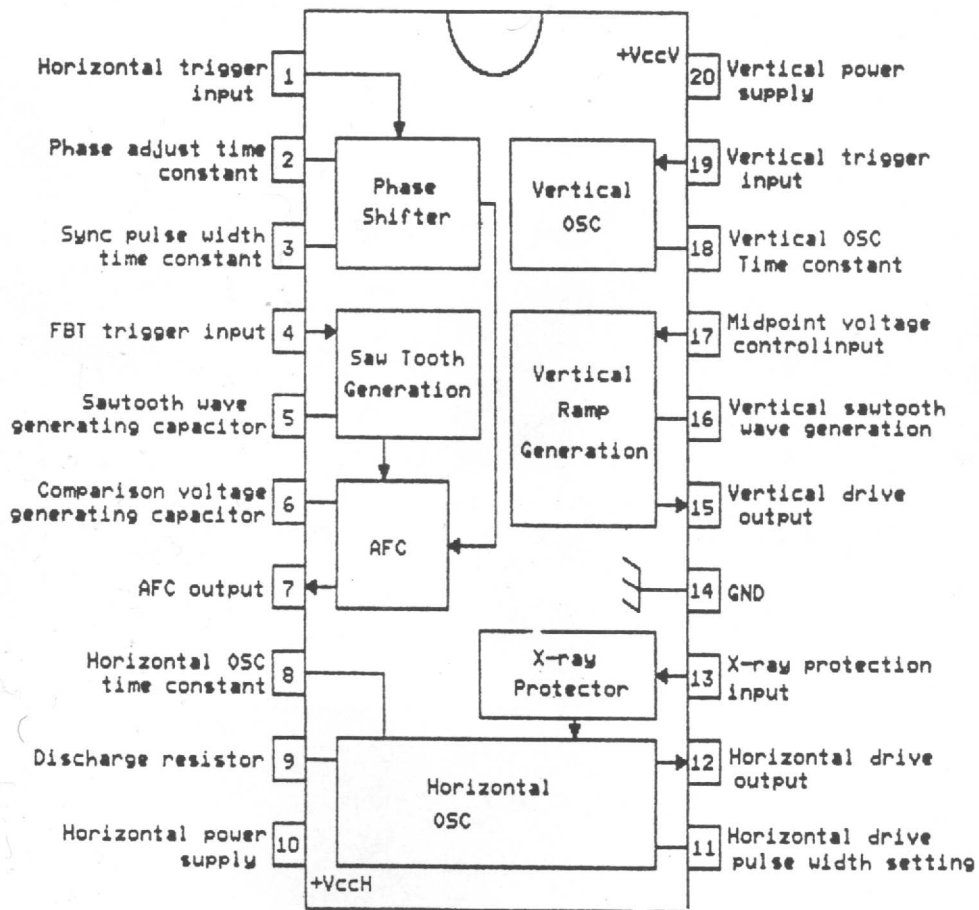 Horizontal trigger
input
1
Phase adjust time
constant
2
Sync pulse width
time constant
3
FBT trigger input
4
Sawtooth wave
generating capacitor
5
Comparison voltage
generating capacitor
6
AFC output
7
Horizontal OSC
time constant
8
Discharge resistor
9
Horizontal power
supply
10
Phase
Shifter
Saw Tooth
Generation
AFC
Vertical
OSC
Vertical
Ramp
Generation
X-ray
Protector
Horizontal
OSC
+VccH
+VccV
20
Vertical power
supply
19
Vertical trigger
input
18
Vertical OSC
Time constant
17
Midpoint voltage
controlinput
16
Vertical sawtooth
wave generation
15
Vertical drive
output
14
GND
13
X-ray protection
input
12
Horizontal drive
output
11
Horizontal drive
pulse width setting